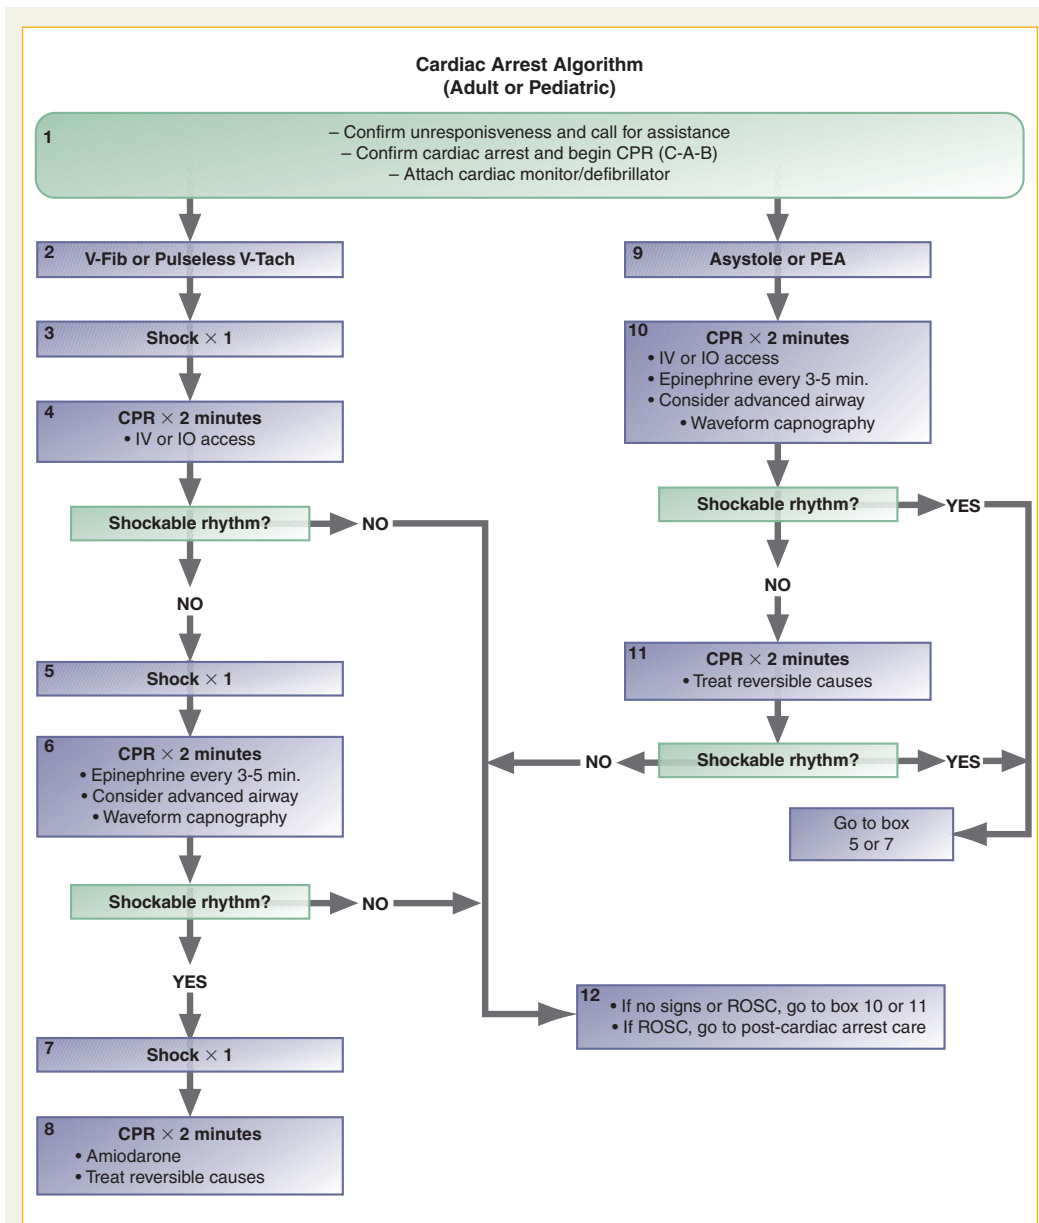 Cardiac Arrest Algorithm
(Adult or Pediatric)
1
– Confirm unresponisveness and call for assistance
– Confirm cardiac arrest and begin CPR (C-A-B)
– Attach cardiac monitor/defibrillator
2
V-Fib or Pulseless V-Tach
3
Shock × 1
4
CPR × 2 minutes
• IV or IO access
Shockable rhythm?
NO
NO
5
Shock × 1
6
CPR × 2 minutes
• Epinephrine every 3-5 min.
• Consider advanced airway
• Waveform capnography
Shockable rhythm?
NO
YES
7
Shock × 1
8
CPR × 2 minutes
• Amiodarone
• Treat reversible causes
9
Asystole or PEA
10
CPR × 2 minutes
• IV or IO access
• Epinephrine every 3-5 min.
• Consider advanced airway
• Waveform capnography
Shockable rhythm?
YES
NO
11
CPR × 2 minutes
• Treat reversible causes
NO
Shockable rhythm?
YES
Go to box
5 or 7
12
• If no signs or ROSC, go to box 10 or 11
• If ROSC, go to post-cardiac arrest care